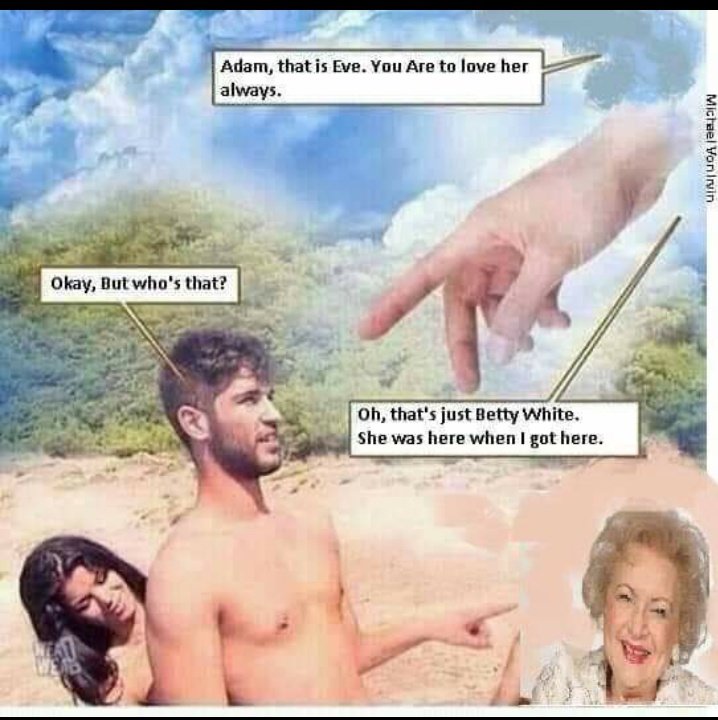 Adam, that is Eve. You Are to love her
always.
Okay, But who's that?
Oh, that's just Betty White.
She was here when I got here.
Michael Von Irvin